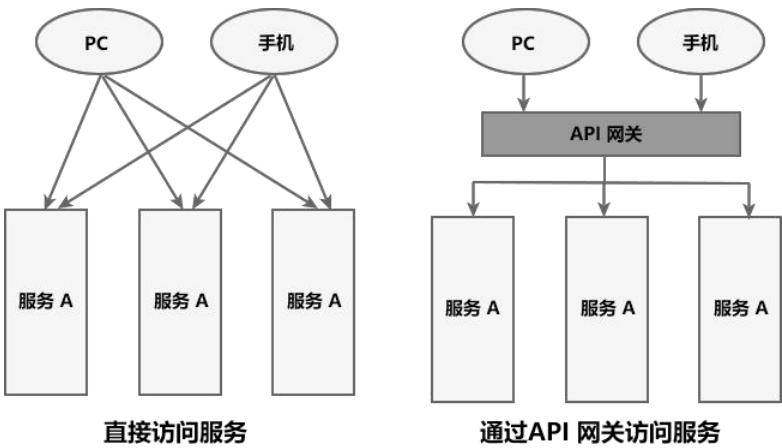 PC
手机
服务 A
服务 A
服务 A
直接访问服务
PC
手机
API 网关
服务 A
服务 A
服务 A
通过API 网关访问服务